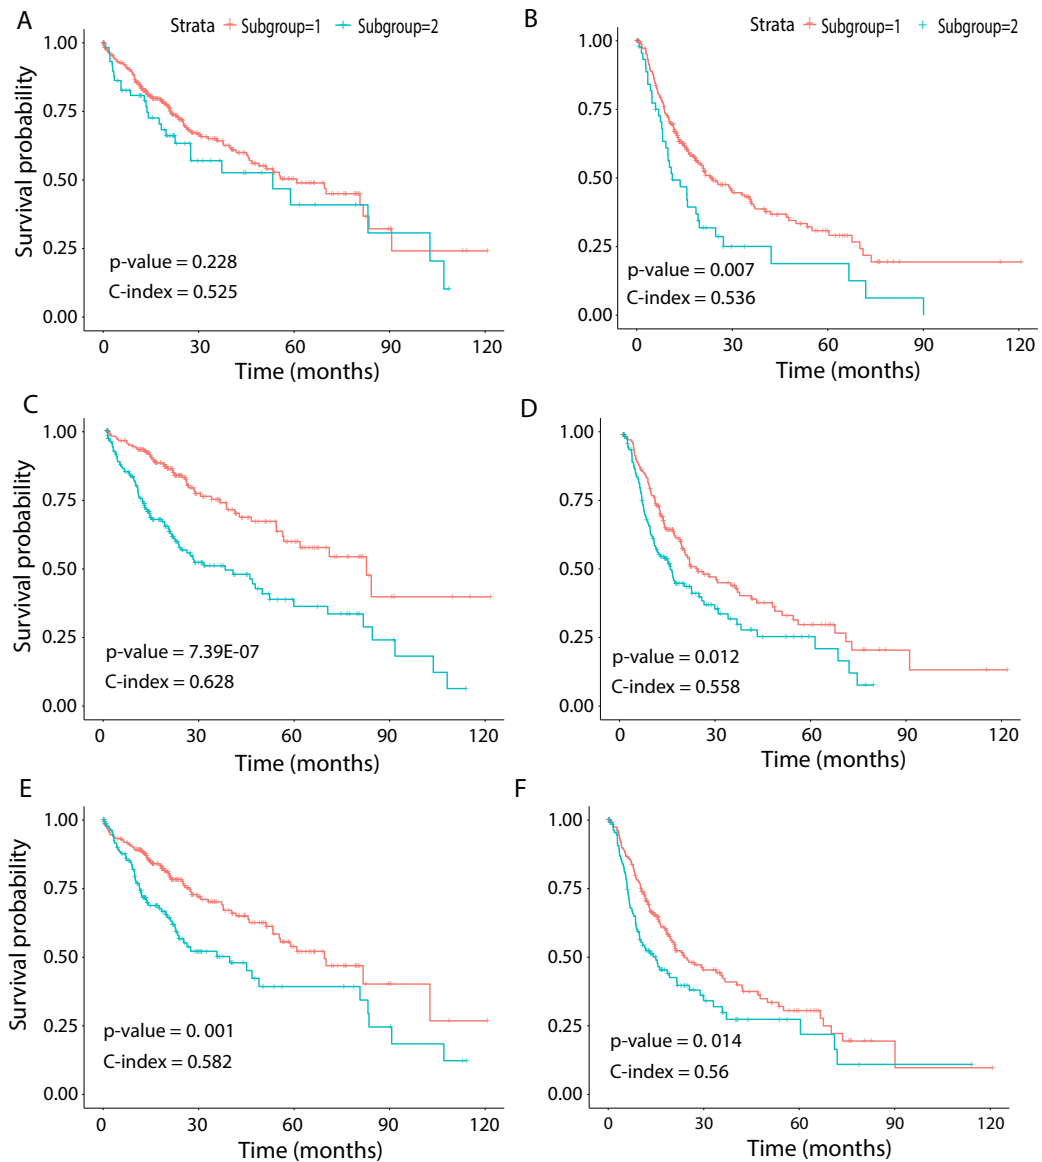 A
Strata Subgroup=1 Subgroup=2
Survival probability
1.00
0.75
0.50
0.25
0.00
p-value = 0.228
C-index = 0.525
0 30 60 90 120
Time (months)
B
Strata Subgroup=1 Subgroup=2
1.00
0.75
0.50
0.25
0.00
p-value = 0.007
C-index = 0.536
0 30 60 90 120
Time (months)
C
Survival probability
1.00
0.75
0.50
0.25
0.00
p-value = 7.39E-07
C-index = 0.628
0 30 60 90 120
Time (months)
D
1.00
0.75
0.50
0.25
0.00
p-value = 0.012
C-index = 0.558
0 30 60 90 120
Time (months)
E
Survival probability
1.00
0.75
0.50
0.25
0.00
p-value = 0. 001
C-index = 0.582
0 30 60 90 120
Time (months)
F
1.00
0.75
0.50
0.25
0.00
p-value = 0. 014
C-index = 0.56
0 30 60 90 120
Time (months)